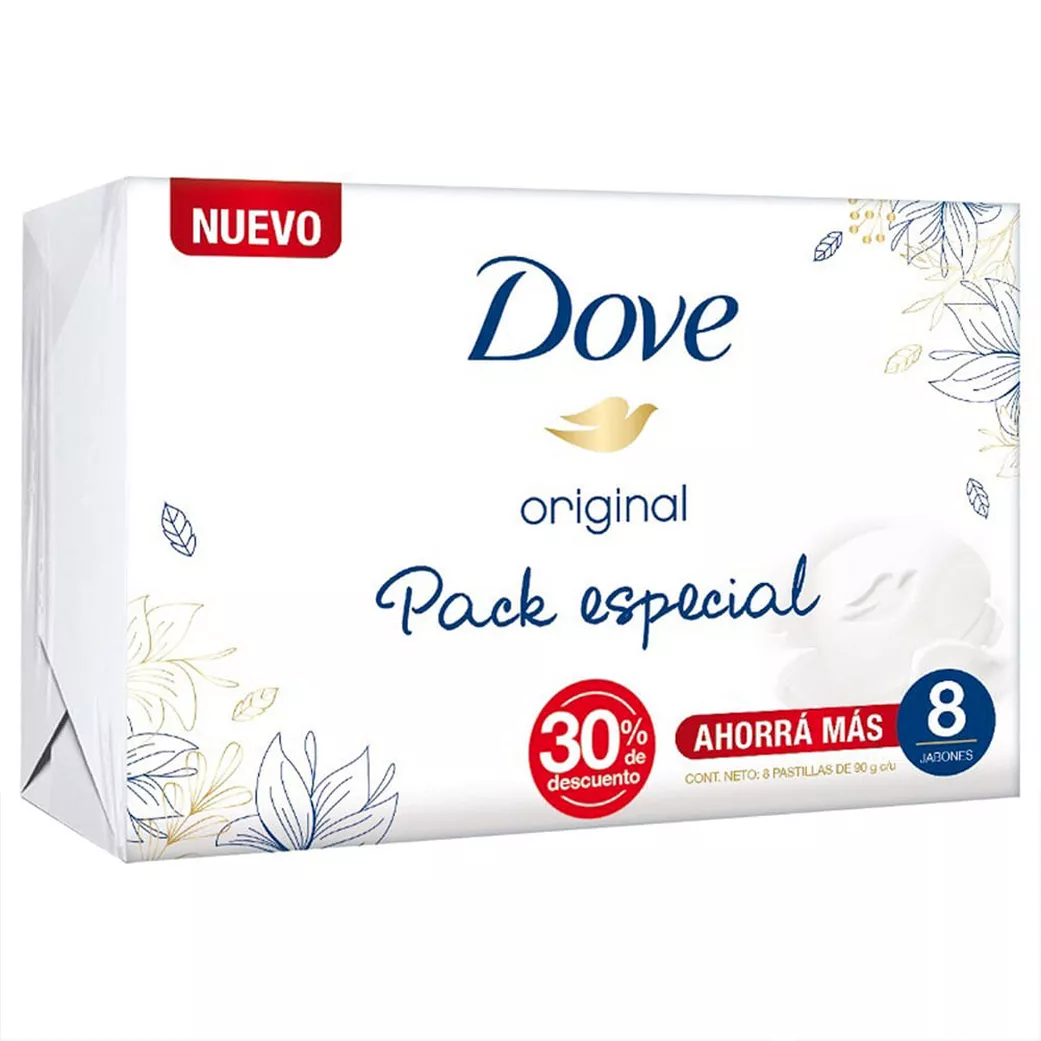 NUEVO
Dove
original
Pack especial
30% de
descuento
AHORRÁ MÁS
CONT. NETO: 8 PASTILLAS DE 90 g c/u
8
JABONES